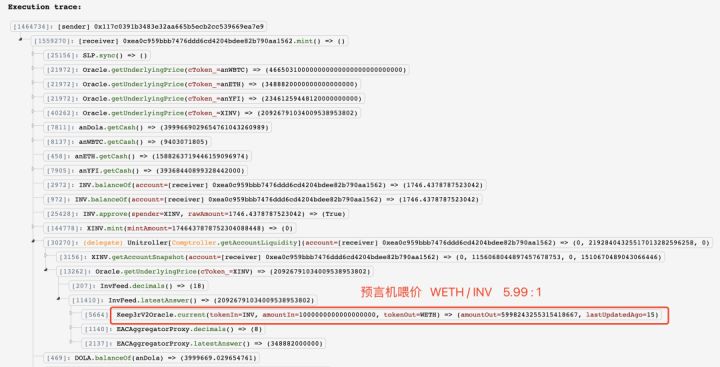 Execution trace:
[1464734]: [sender] 0x117c0391b3483e32aa665b5ecb2cc539669ea7e9
[1559270]: [receiver] 0xea0c959bbb7476ddd6cd4204bdee82b790aa1562.mint() => ()
[25156]: SLP.sync() => ()
[21972]: Oracle.getUnderlyingPrice(cToken_=anWBTC) =>
[21972]: Oracle.getUnderlyingPrice(cToken_=anETH) =>
[21972]: Oracle.getUnderlyingPrice(cToken_=anYFI) =>
[40263]: Oracle.getUnderlyingPrice(cToken_=XINV) => (20926791034009538953802)
[7811]: anDola.getCash() => (3999669029654761043260989)
[8137]: anWBTC.getCash() => (9403071805)
[458]: anETH.getCash() => (1588263719446159096974)
[7905]: anYFI.getCash() => (39368440899328442000)
[2972]: INV.balanceOf(account=[receiver] 0xea0c959bbb7476ddd6cd4204bdee82b790aa1562) => (1746.4378787523042)
[972]: INV.balanceOf(account=[receiver] 0xea0c959bbb7476ddd6cd4204bdee82b790aa1562) => (1746.4378787523042)
[25428]: INV.approve(spender=XINV, rawAmount=1746.4378787523042) => (True)
[144778]: XINV.mint(mintAmount=1746437878752304088448) => (0)
[30270]: (delegate) Unitroller[Comptroller.getAccountLiquidity](account=[receiver] 0xea0c959bbb7476ddd6cd4204bdee82b790aa1562) => (0, 21928404325517013282596258, 0)
[3156]: XINV.getAccountSnapshot(account=[receiver] 0xea0c959bbb7476ddd6cd4204bdee82b790aa1562) => (0, 1156068044897457678753, 0, 1510670489043066446)
[13262]: Oracle.getUnderlyingPrice(cToken_=XINV) => (20926791034009538953802)
[207]: InvFeed.decimals() => (18)
预言机喂价 WETH / INV 5.99 : 1
[11410]: InvFeed.latestAnswer() => (20926791034009538953802)
[5664]: Keep3rV2Oracle.current(tokenIn=INV, amountIn=1000000000000000000, tokenOut=WETH) => (amountOut=5998243255315418667, lastUpdatedAgo=15)
[1140]: EACAggregatorProxy.decimals() => (8)
[2137]: EACAggregatorProxy.latestAnswer() => (348882000000)
[469]: DOLA.balanceOf(anDola) => (3999669.029654761)